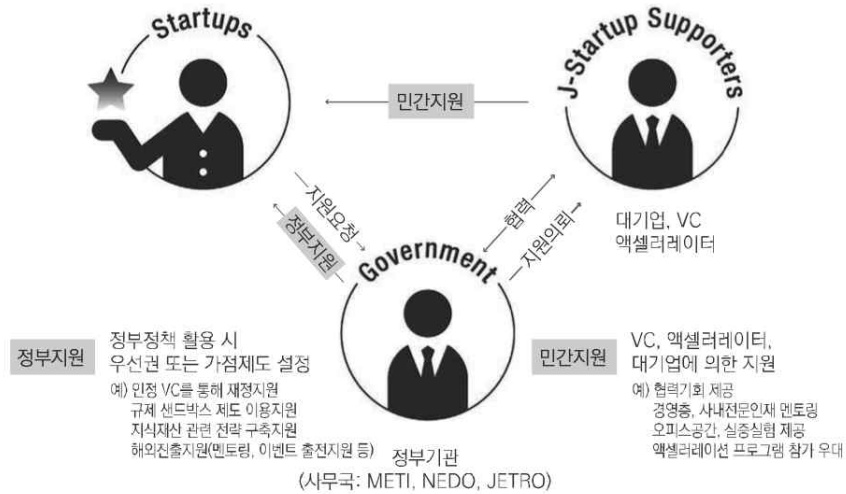 Startups
J-Startup Supporters
민간지원
지원요청
정부지원
협력
지원의뢰
대기업, VC
액셀러레이터
Government
정부지원
정부정책 활용 시
우선권 또는 가점제도 설정
예) 인정 VC를 통해 재정지원
규제 샌드박스 제도 이용지원
지식재산 관련 전략 구축지원
해외진출지원(멘토링, 이벤트 출전지원 등)
민간지원
VC, 액셀러레이터,
대기업에 의한 지원
예) 협력기회 제공
경영층, 사내전문인재 멘토링
오피스공간, 실증실험 제공
액셀러레이션 프로그램 참가 우대
정부기관
(사무국: METI, NEDO, JETRO)